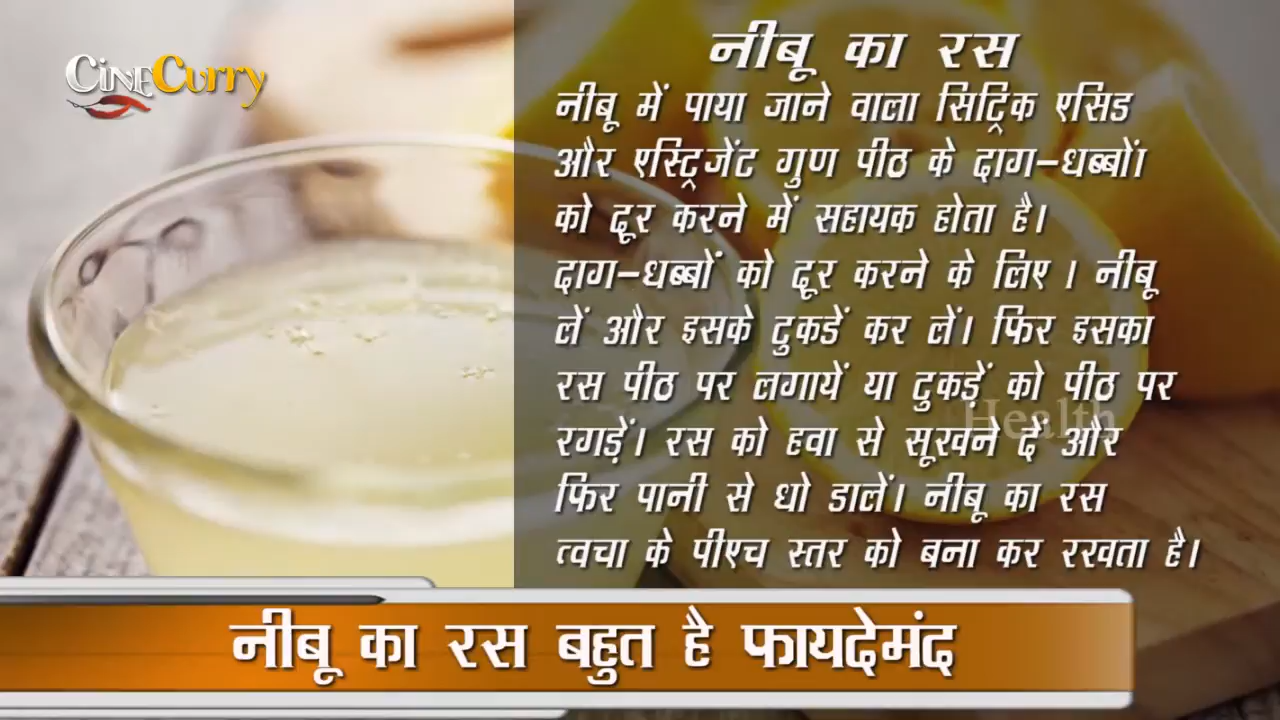 CineCurry
नीबू का रस
नीबू में पाया जाने वाला सिट्रिक एसिड
और एस्ट्रिजेंट गुण पीठ के दाग-धब्बों।
को दूर करने में सहायक होता है।
दाग-धब्बों को दूर करने के लिए । नीबू
लें और इसके टुकडें कर लें। फिर इसका
रस पीठ पर लगायें या टुकड़ें को पीठ पर
Health
रगड़ें। रस को हवा से सूखने दें और
फिर पानी से धो डालें। नीबू का रस
त्वचा के पीएच स्तर को बना कर रखता है।
नीबू का रस बहुत है फायदेमंद